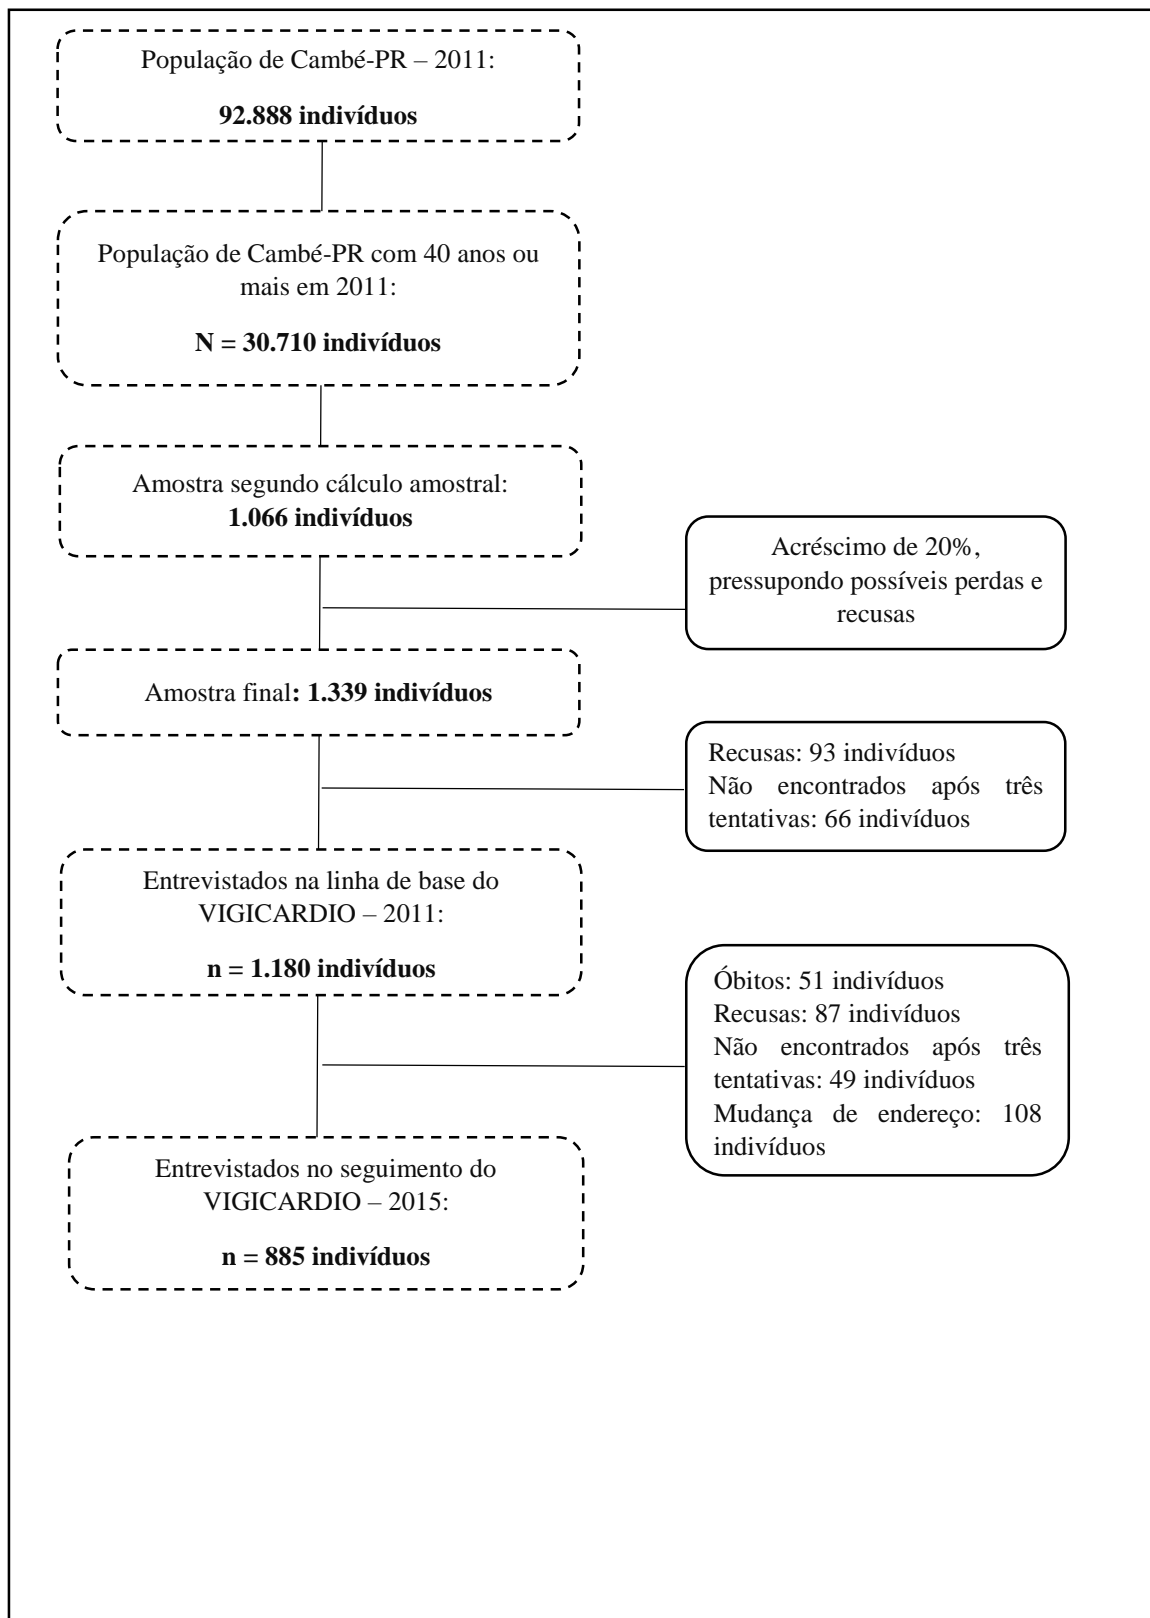 População de Cambé-PR – 2011:
92.888 indivíduos
População de Cambé-PR com 40 anos ou
mais em 2011:
N = 30.710 indivíduos
Amostra segundo cálculo amostral:
1.066 indivíduos
Acréscimo de 20%,
pressupondo possíveis perdas e
recusas
Amostra final: 1.339 indivíduos
Recusas: 93 indivíduos
Não encontrados após três
tentativas: 66 indivíduos
Entrevistados na linha de base do
VIGICARDIO – 2011:
n = 1.180 indivíduos
Óbitos: 51 indivíduos
Recusas: 87 indivíduos
Não encontrados após três
tentativas: 49 indivíduos
Mudança de endereço: 108
indivíduos
Entrevistados no seguimento do
VIGICARDIO – 2015:
n = 885 indivíduos